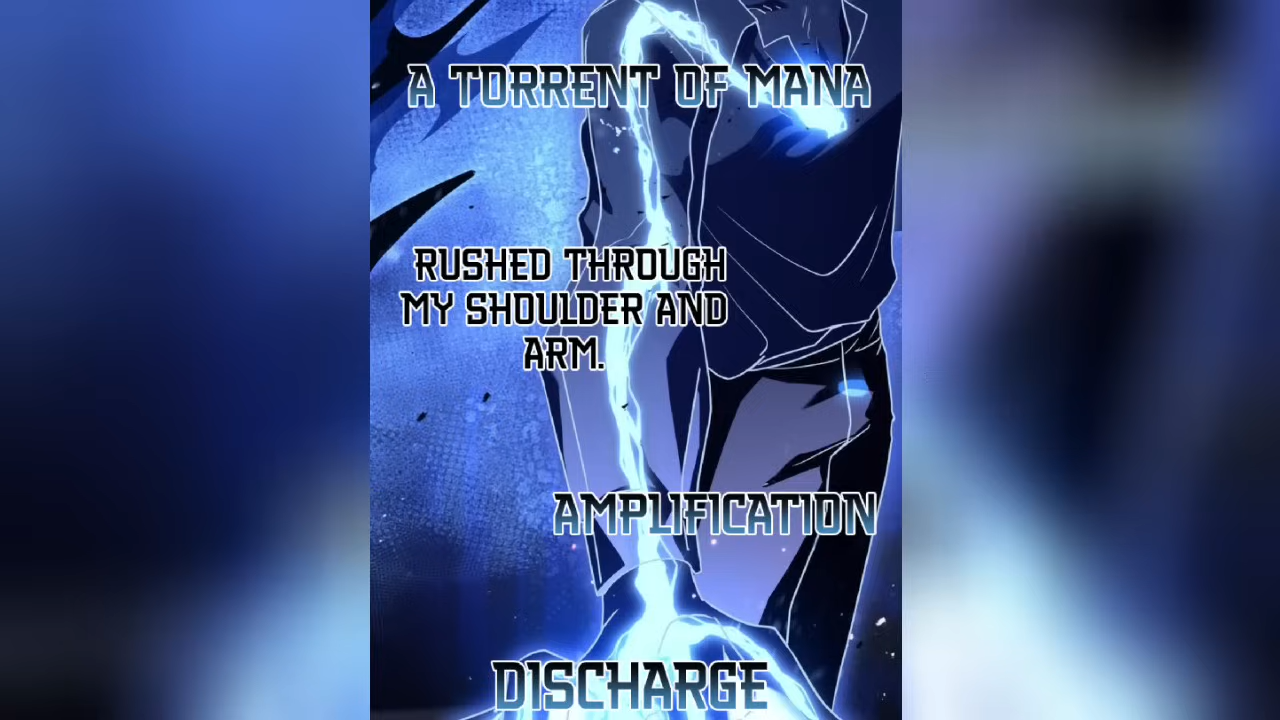 A TORRENT OF MANA
RUSHED THROUGH
MY SHOULDER AND
ARM.
AMPLIFICATION
DISCHARGE